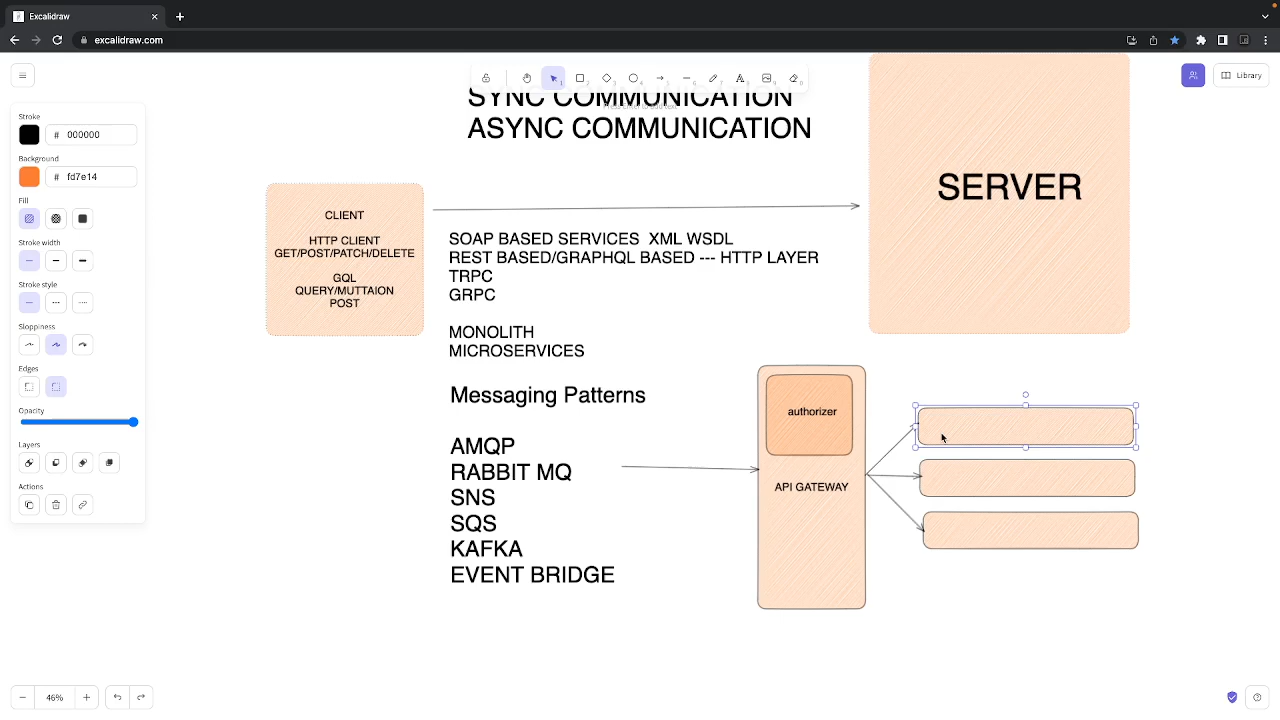 Excalidraw
excalidraw.com
Library
Stroke
# 000000
Background
# fd7e14
Fill
Stroke width
Stroke style
Sloppiness
Edges
Opacity
Layers
Actions
46%
SYNC COMMUNICATION
ASYNC COMMUNICATION
SERVER
CLIENT
HTTP CLIENT
GET/POST/PATCH/DELETE
GQL
QUERY/MUTTAION
POST
SOAP BASED SERVICES XML WSDL
REST BASED/GRAPHQL BASED --- HTTP LAYER
TRPC
GRPC
MONOLITH
MICROSERVICES
Messaging Patterns
AMQP
RABBIT MQ
SNS
SQS
KAFKA
EVENT BRIDGE
authorizer
API GATEWAY